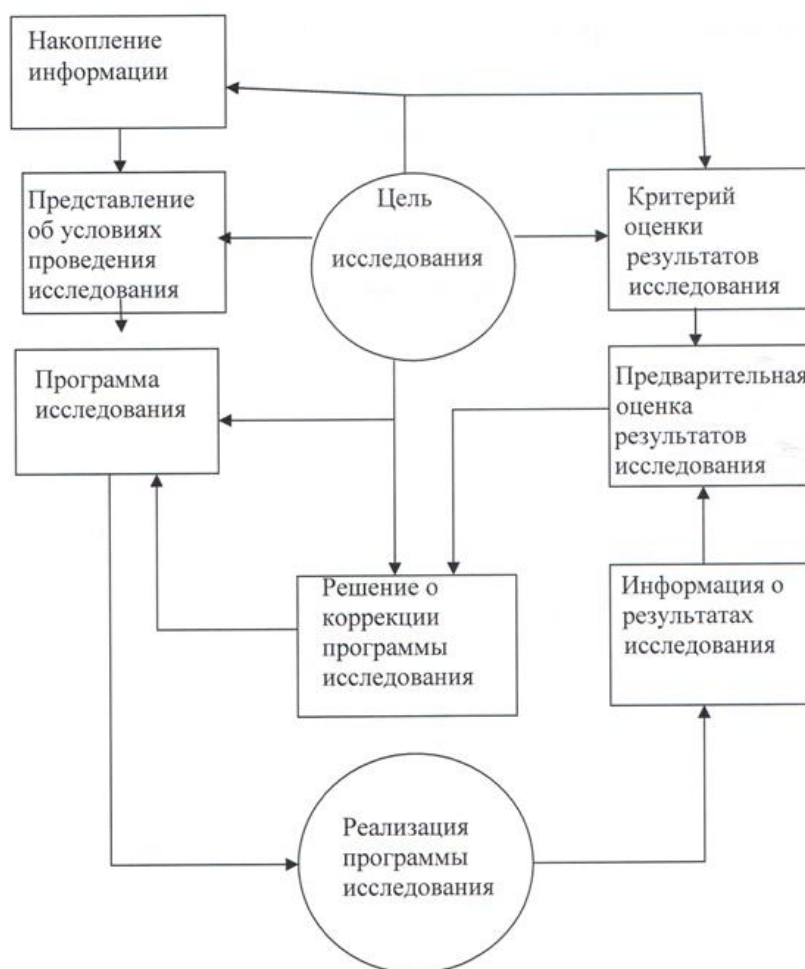 Накопление
информации
Представление
об условиях
проведения
исследования
Цель
исследования
Критерий
оценки
результатов
исследования
Программа
исследования
Предварительная
оценка
результатов
исследования
Решение о
коррекции
программы
исследования
Информация о
результатах
исследования
Реализация
программы
исследования